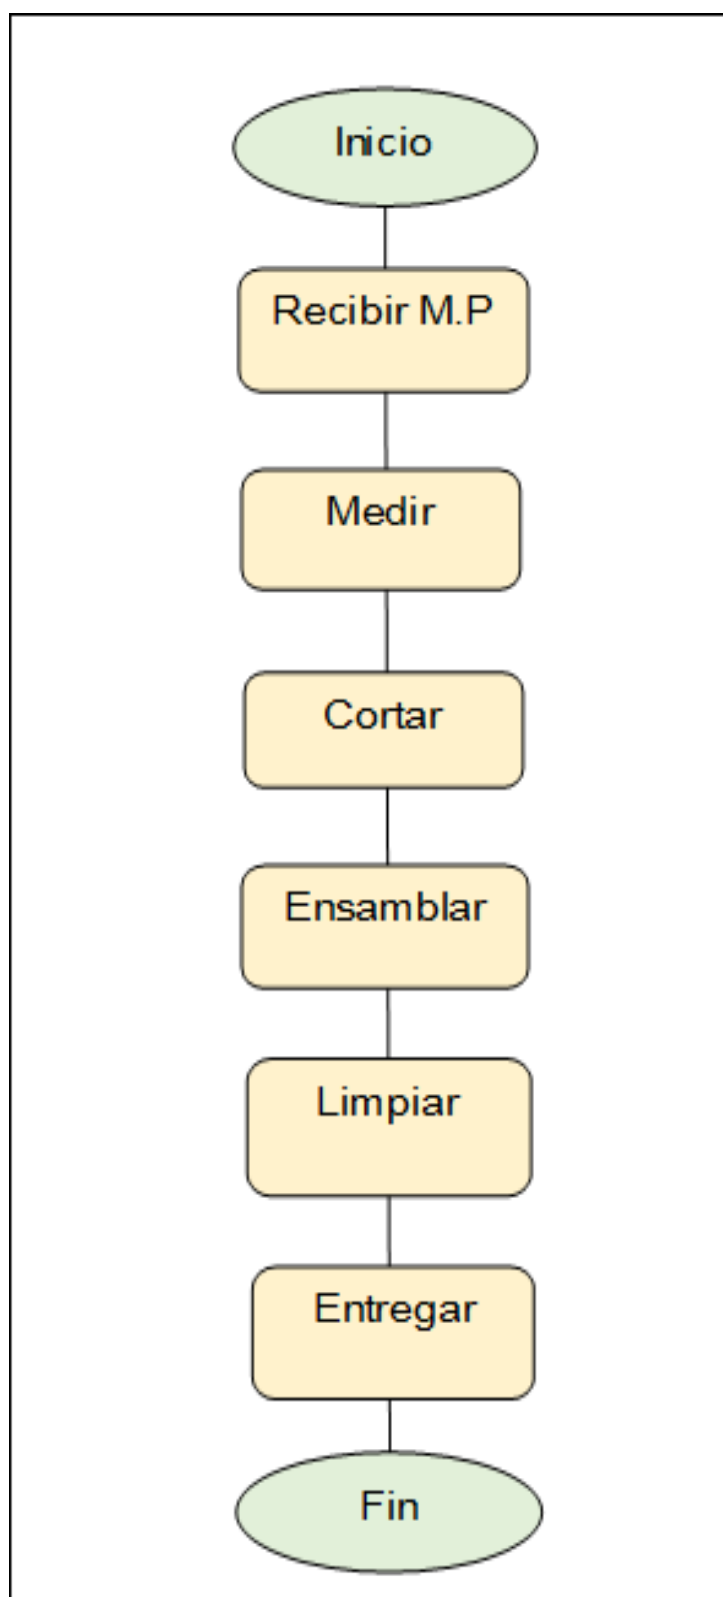 Inicio
Recibir M.P
Medir
Cortar
Ensamblar
Limpiar
Entregar
Fin